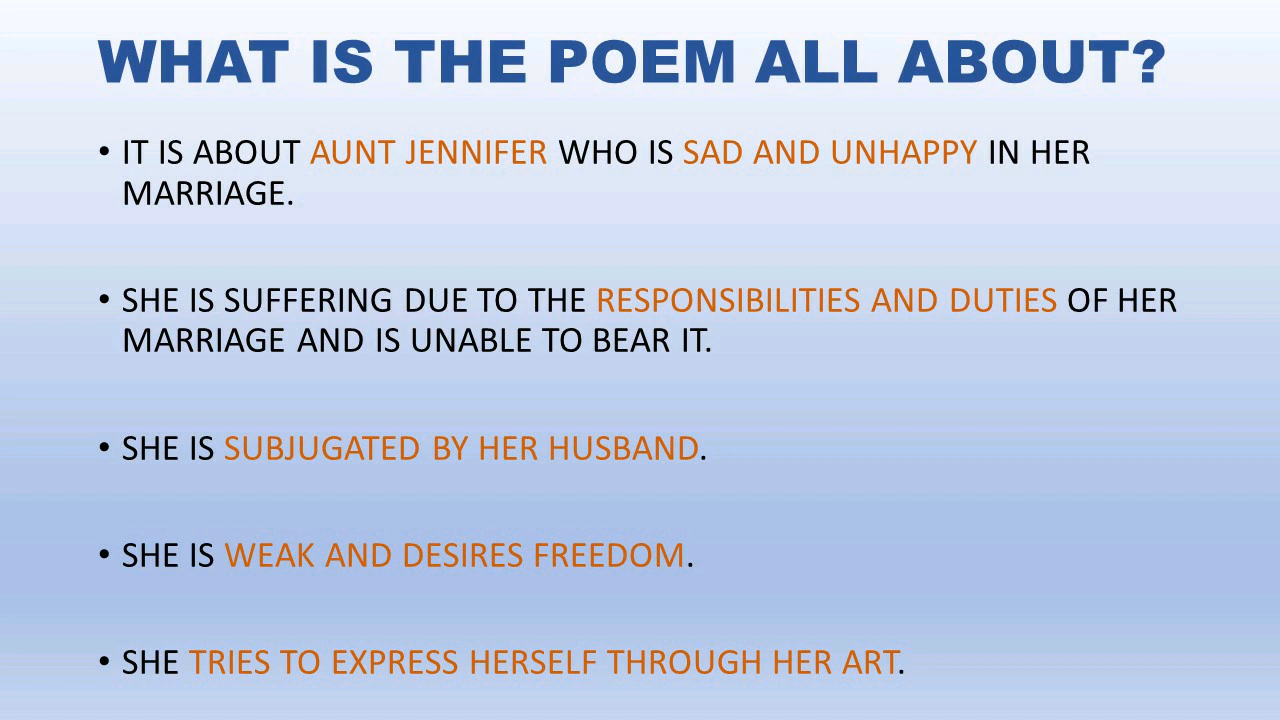 WHAT IS THE POEM ALL ABOUT?
• IT IS ABOUT AUNT JENNIFER WHO IS SAD AND UNHAPPY IN HER
MARRIAGE.
• SHE IS SUFFERING DUE TO THE RESPONSIBILITIES AND DUTIES OF HER
MARRIAGE AND IS UNABLE TO BEAR IT.
• SHE IS SUBJUGATED BY HER HUSBAND.
• SHE IS WEAK AND DESIRES FREEDOM.
• SHE TRIES TO EXPRESS HERSELF THROUGH HER ART.